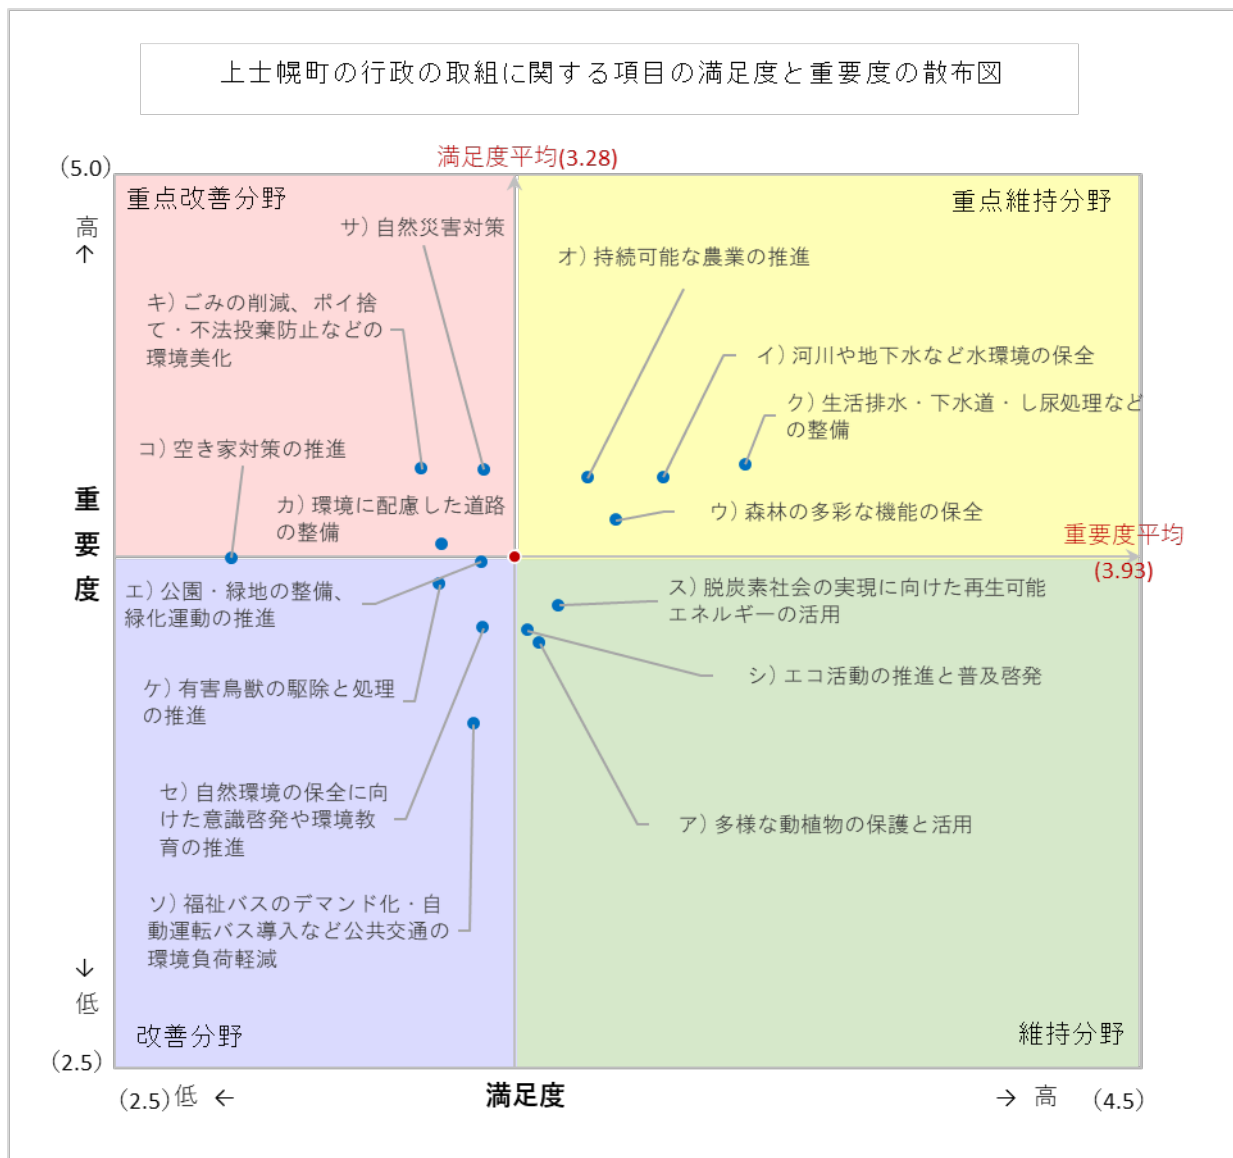 上士幌町の行政の取組に関する項目の満足度と重要度の散布図
満足度平均(3.28)
(5.0)
重点改善分野
重点維持分野
高
↑
サ）自然災害対策
オ）持続可能な農業の推進
キ）ごみの削減、ポイ捨
て・不法投棄防止などの
環境美化
イ）河川や地下水など水環境の保全
ク）生活排水・下水道・し尿処理など
の整備
コ）空き家対策の推進
カ）環境に配慮した道路
の整備
ウ）森林の多彩な機能の保全
重要度
重要度平均
(3.93)
エ）公園・緑地の整備、
緑化運動の推進
ス）脱炭素社会の実現に向けた再生可能
エネルギーの活用
シ）エコ活動の推進と普及啓発
ケ）有害鳥獣の駆除と処理
の推進
セ）自然環境の保全に向
けた意識啓発や環境教
育の推進
ア）多様な動植物の保護と活用
ソ）福祉バスのデマンド化・自
動運転バス導入など公共交通の
環境負荷軽減
↓
低
改善分野
維持分野
(2.5)
(2.5) 低 ←
満足度
→ 高
(4.5)